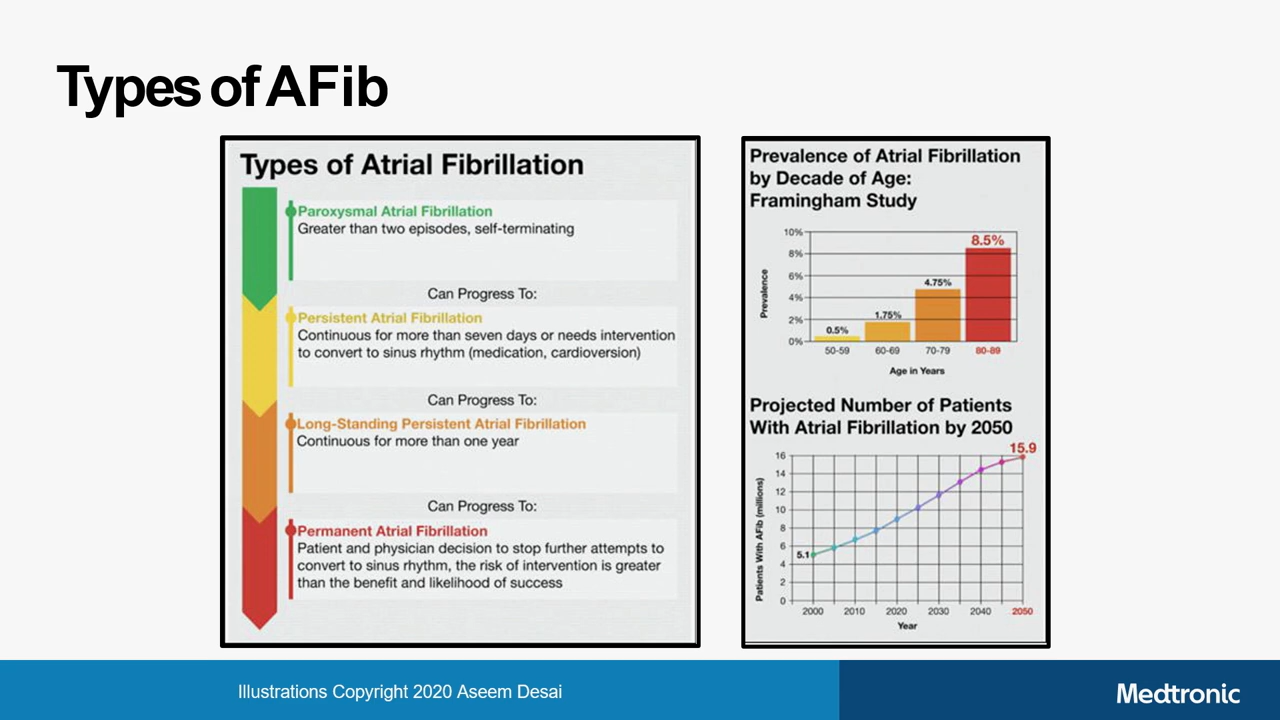 Types of AFib
Types of Atrial Fibrillation
Paroxysmal Atrial Fibrillation
Greater than two episodes, self-terminating
Can Progress To:
Persistent Atrial Fibrillation
Continuous for more than seven days or needs intervention
to convert to sinus rhythm (medication, cardioversion)
Can Progress To:
Long-Standing Persistent Atrial Fibrillation
Continuous for more than one year
Can Progress To:
Permanent Atrial Fibrillation
Patient and physician decision to stop further attempts to
convert to sinus rhythm, the risk of intervention is greater
than the benefit and likelihood of success
Prevalence of Atrial Fibrillation
by Decade of Age:
Framingham Study
Prevalence
10%
8%
6%
4%
2%
0%
0.5%
1.75%
4.75%
8.5%
50-59 60-69 70-79 80-89
Age in Years
Projected Number of Patients
With Atrial Fibrillation by 2050
Patients With AFib (millions)
16
14
12
10
8
6
4
2
0
5.1
15.9
2000 2010 2020 2030 2040 2050
Year
Illustrations Copyright 2020 Aseem Desai
Medtronic